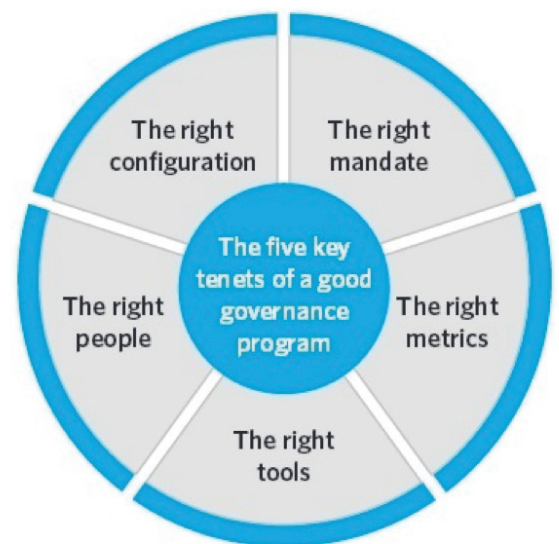 The right
configuration
The right
mandate
The five key
tenets of a good
governance
program
The right
people
The right
metrics
The right
tools